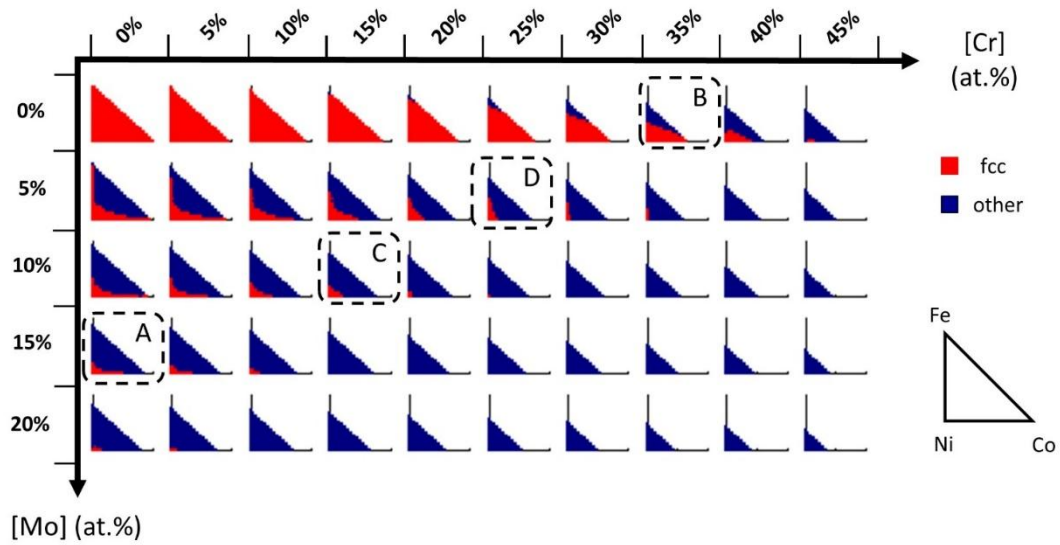 0% 5% 10% 15% 20% 25% 30% 35% 40% 45%
[Cr]
(at.%)
0%
B
fcc
5%
D
other
10%
C
Fe
15%
A
20%
Ni Co
[Mo] (at.%)